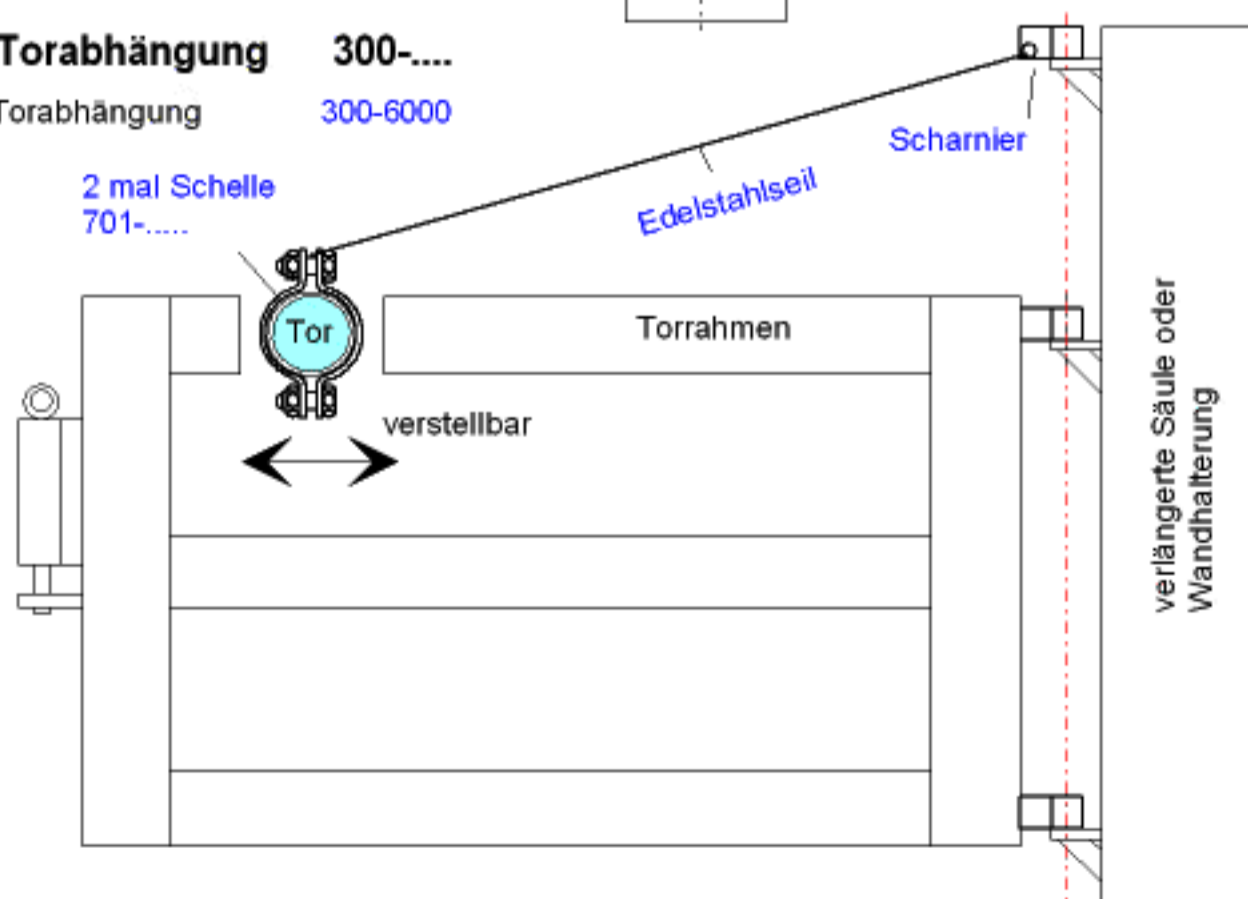 Torabhängung 300-....
Torabhängung 300-6000
Scharnier
2 mal Schelle
701-.....
Edelstahlseil
Tor
Torrahmen
verstellbar
verlängerte Säule oder
Wandhalterung